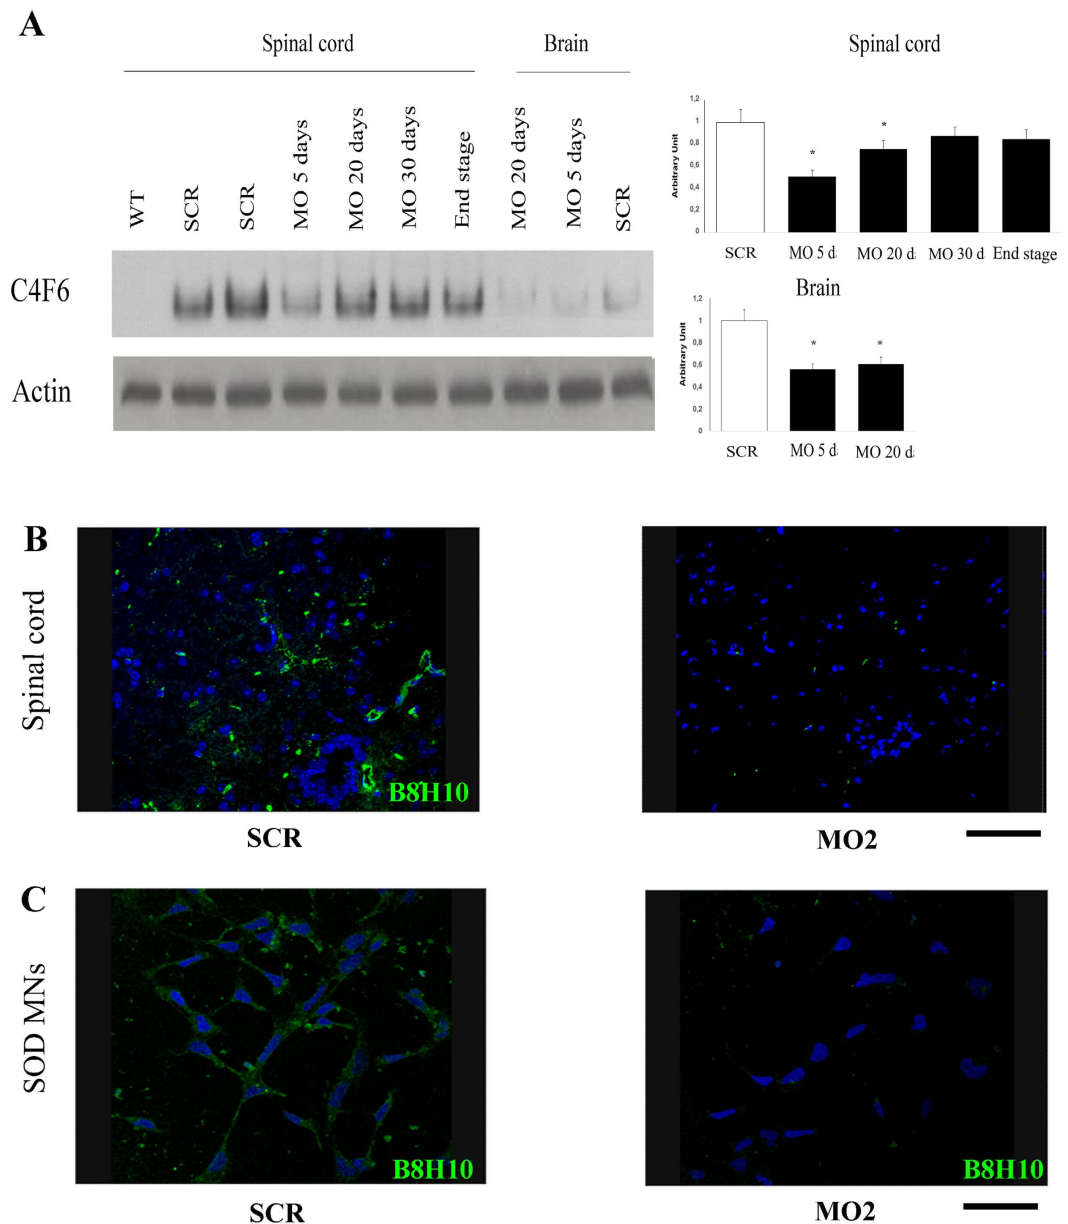 A
Spinal cord
Brain
WT
SCR
SCR
MO 5 days
MO 20 days
MO 30 days
End stage
MO 20 days
MO 5 days
SCR
C4F6
Actin
Spinal cord
Arbitrary Unit
1,2
1
0,8
0,6
0,4
0,2
0
*
*
SCR
MO 5 d
MO 20 d
MO 30 d
End stage
Brain
Arbitrary Unit
1,2
1
0,8
0,6
0,4
0,2
0
*
*
SCR
MO 5 d
MO 20 d
B
Spinal cord
B8H10
SCR
MO2
C
SOD MNs
B8H10
B8H10
SCR
MO2